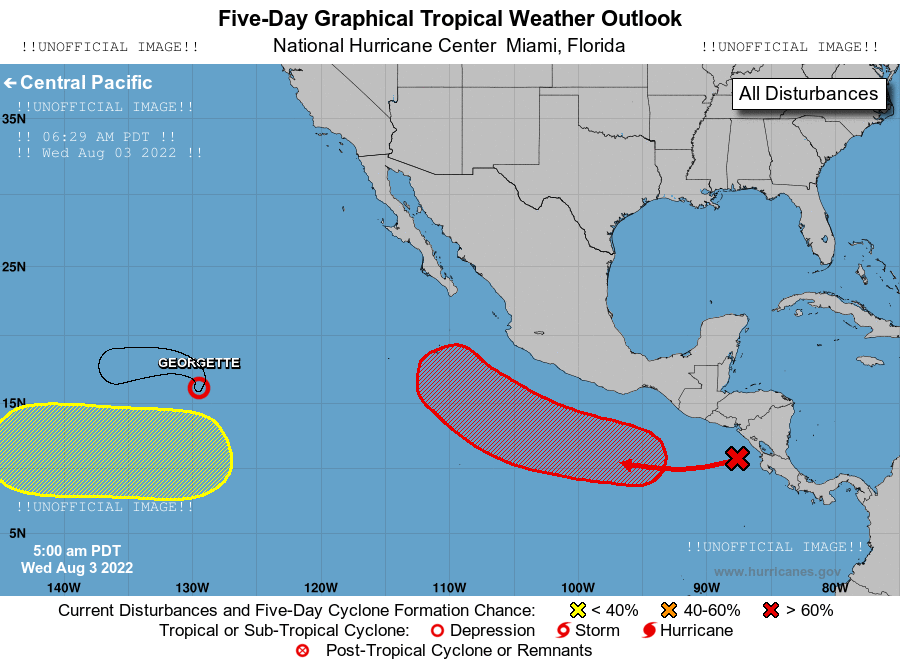 Five-Day Graphical Tropical Weather Outlook
!!UNOFFICIAL IMAGE!! National Hurricane Center Miami, Florida !!UNOFFICIAL IMAGE!!
Central Pacific
All Disturbances
!!UNOFFICIAL IMAGE!!
35N
!! 06:29 AM PDT !!
!! Wed Aug 03 2022 !!
25N
GEORGETTE
15N
!!UNOFFICIAL IMAGE!!
5N
!!UNOFFICIAL IMAGE!!
5:00 am PDT
Wed Aug 3 2022
www.hurricanes.gov
140W 130W 120W 110W 100W 90W 80W
Current Disturbances and Five-Day Cyclone Formation Chance: < 40% 40-60% > 60%
Tropical or Sub-Tropical Cyclone: Depression Storm Hurricane
Post-Tropical Cyclone or Remnants